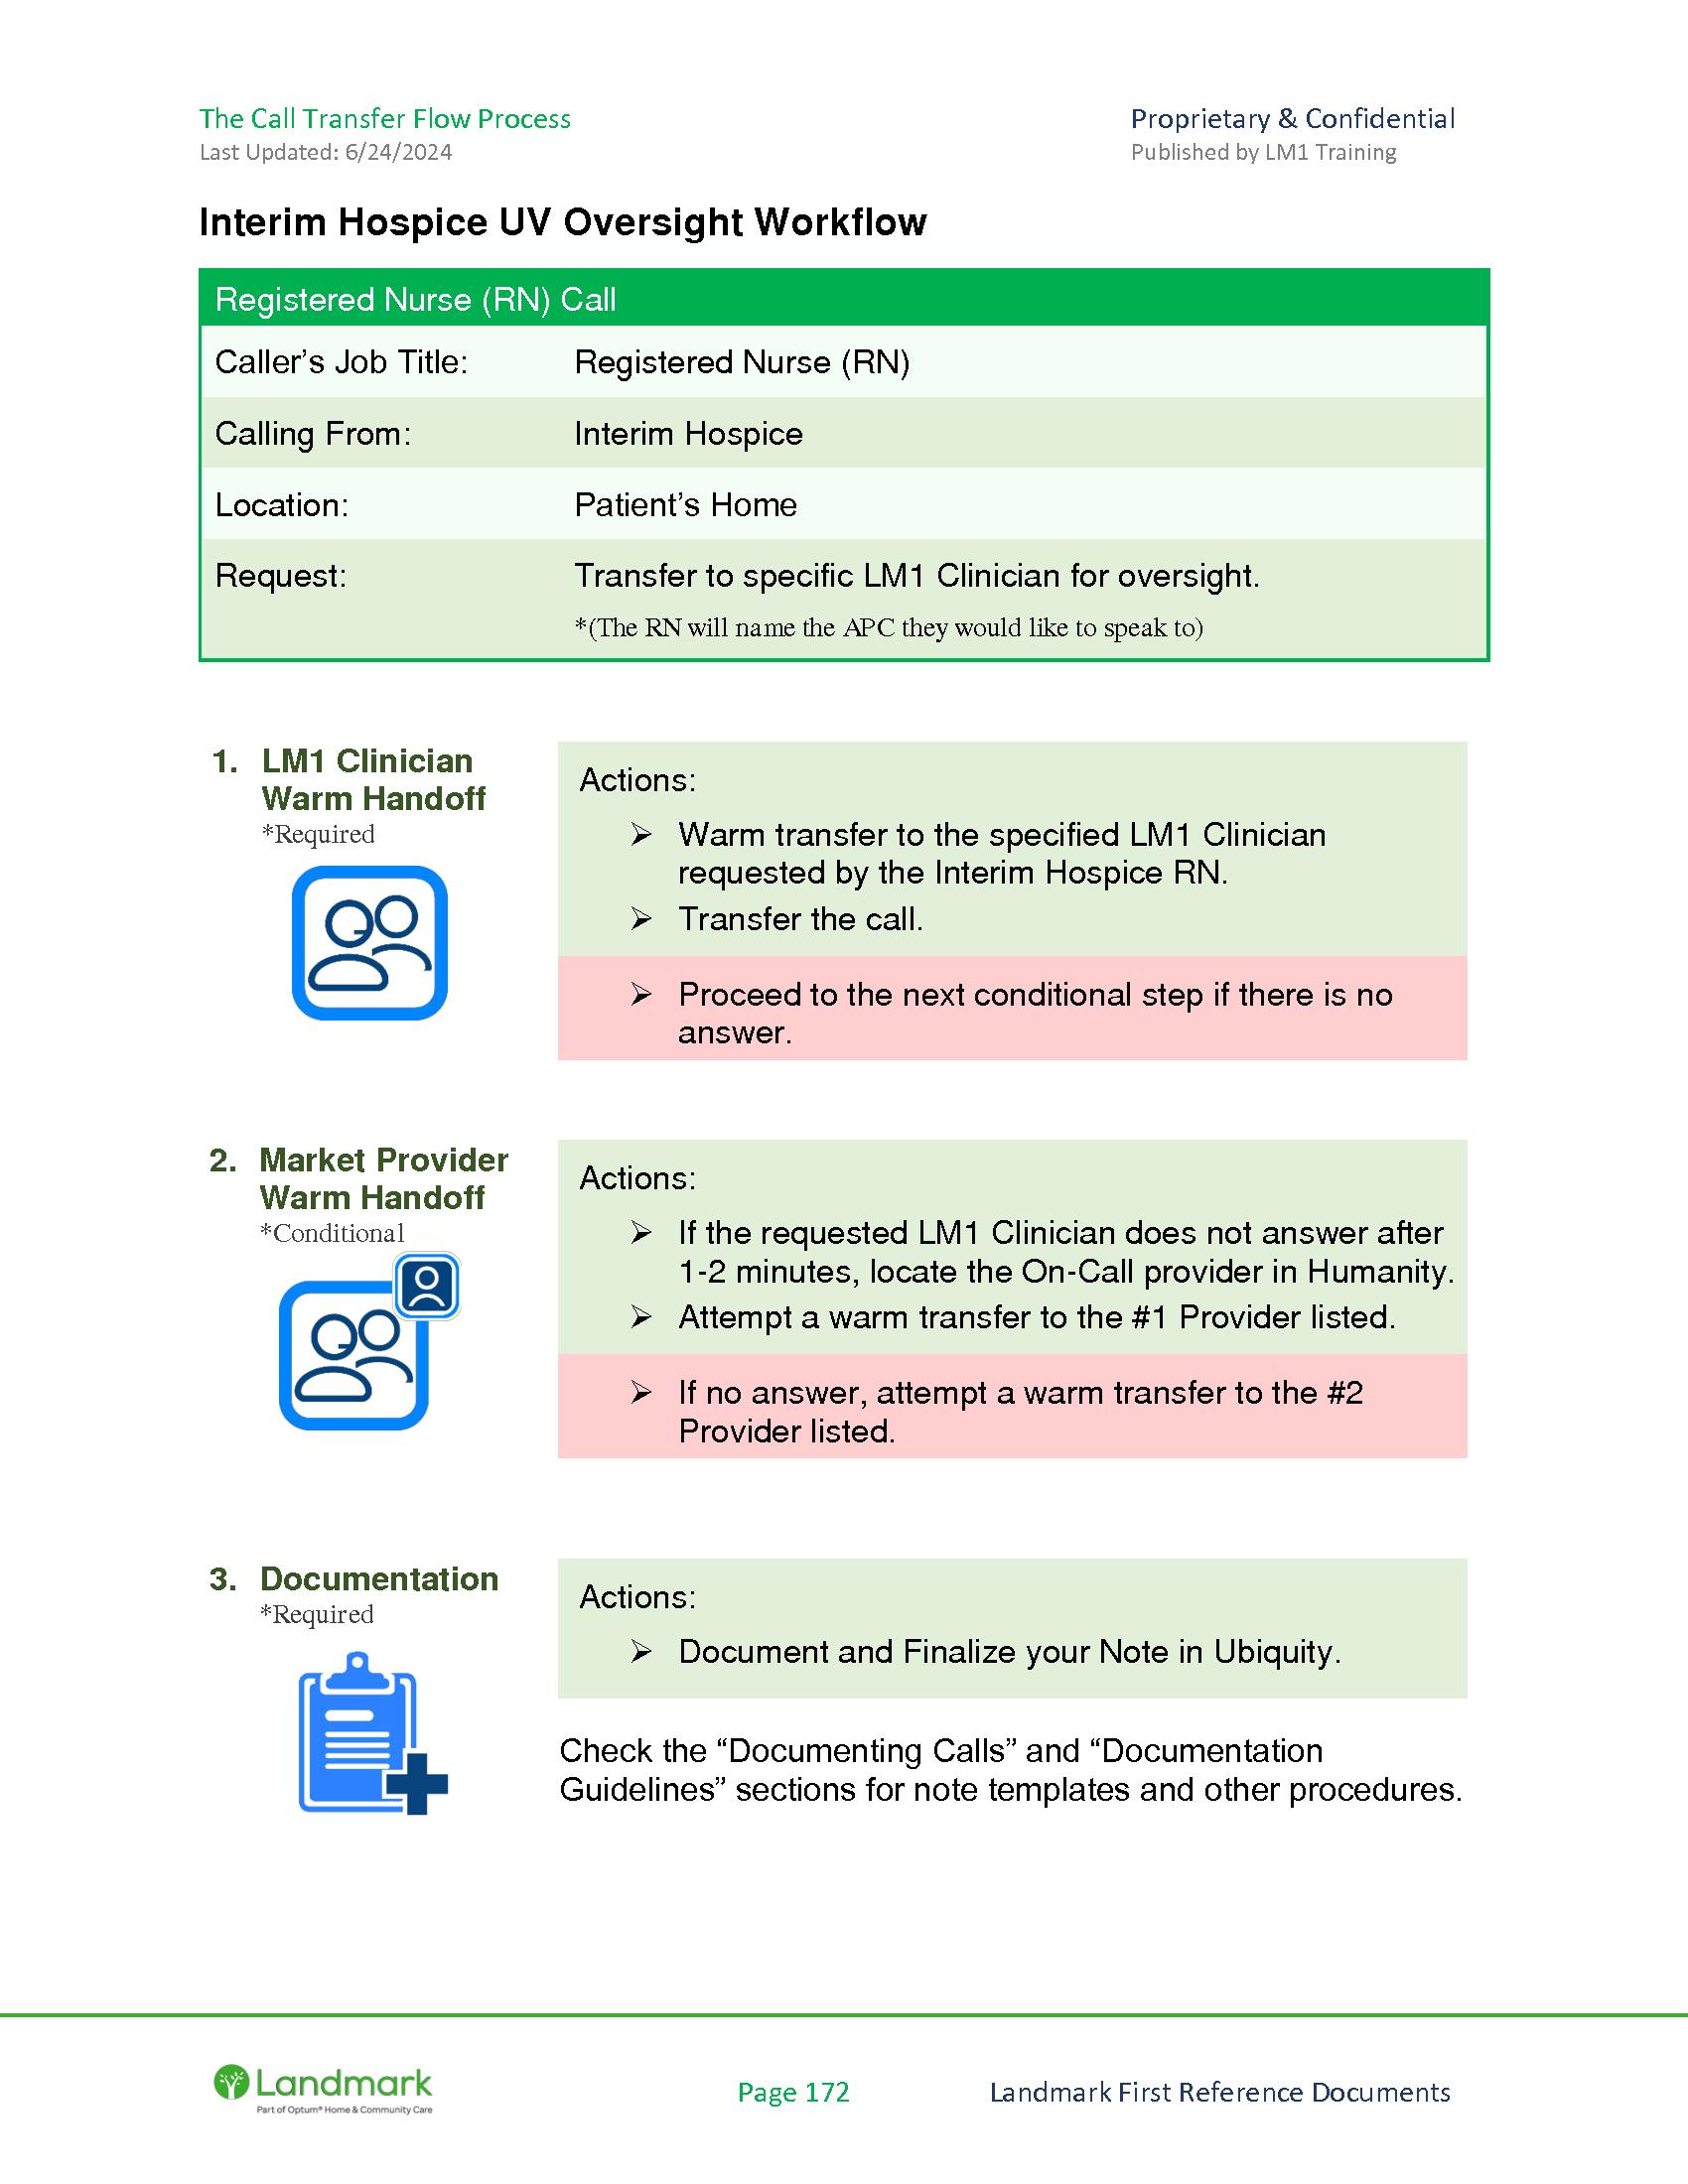 The Call Transfer Flow Process
Proprietary & Confidential
Last Updated: 6/24/2024
Published by LM1 Training
Interim Hospice UV Oversight Workflow
Registered Nurse (RN) Call
Caller’s Job Title: Registered Nurse (RN)
Calling From: Interim Hospice
Location: Patient’s Home
Request: Transfer to specific LM1 Clinician for oversight.
*(The RN will name the APC they would like to speak to)
1. LM1 Clinician
Warm Handoff
*Required
Actions:
➢ Warm transfer to the specified LM1 Clinician
requested by the Interim Hospice RN.
➢ Transfer the call.
➢ Proceed to the next conditional step if there is no
answer.
2. Market Provider
Warm Handoff
*Conditional
Actions:
➢ If the requested LM1 Clinician does not answer after
1-2 minutes, locate the On-Call provider in Humanity.
➢ Attempt a warm transfer to the #1 Provider listed.
➢ If no answer, attempt a warm transfer to the #2
Provider listed.
3. Documentation
*Required
Actions:
➢ Document and Finalize your Note in Ubiquity.
Check the “Documenting Calls” and “Documentation
Guidelines” sections for note templates and other procedures.
Landmark
Part of Optum® Home & Community Care
Page 172
Landmark First Reference Documents